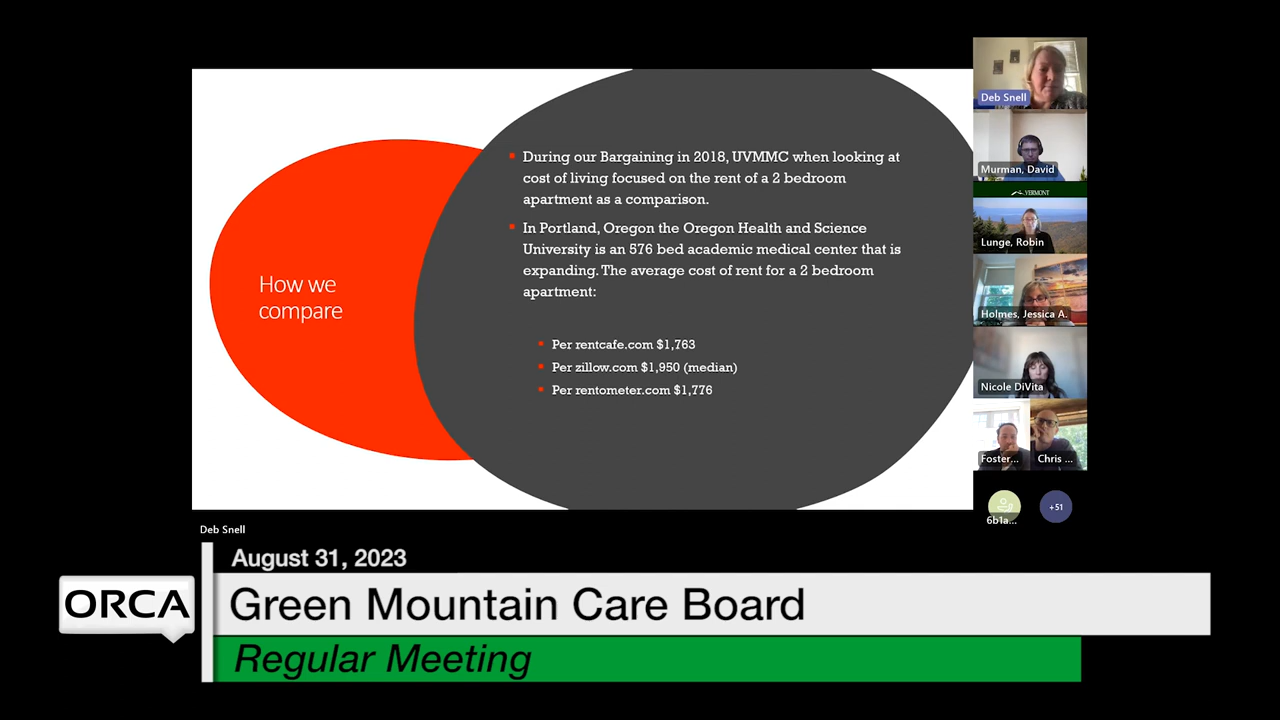 How we
compare
During our Bargaining in 2018, UVMMC when looking at
cost of living focused on the rent of a 2 bedroom
apartment as a comparison.
In Portland, Oregon the Oregon Health and Science
University is an 576 bed academic medical center that is
expanding. The average cost of rent for a 2 bedroom
apartment:
Per rentcafe.com $1,763
Per zillow.com $1,950 (median)
Per rentometer.com $1,776
Deb Snell
Murman, David
VERMONT
Lunge, Robin
Holmes, Jessica A.
Nicole DiVita
Foster...
Chris ...
6b1a...
+51
Deb Snell
August 31, 2023
ORCA
Green Mountain Care Board
Regular Meeting